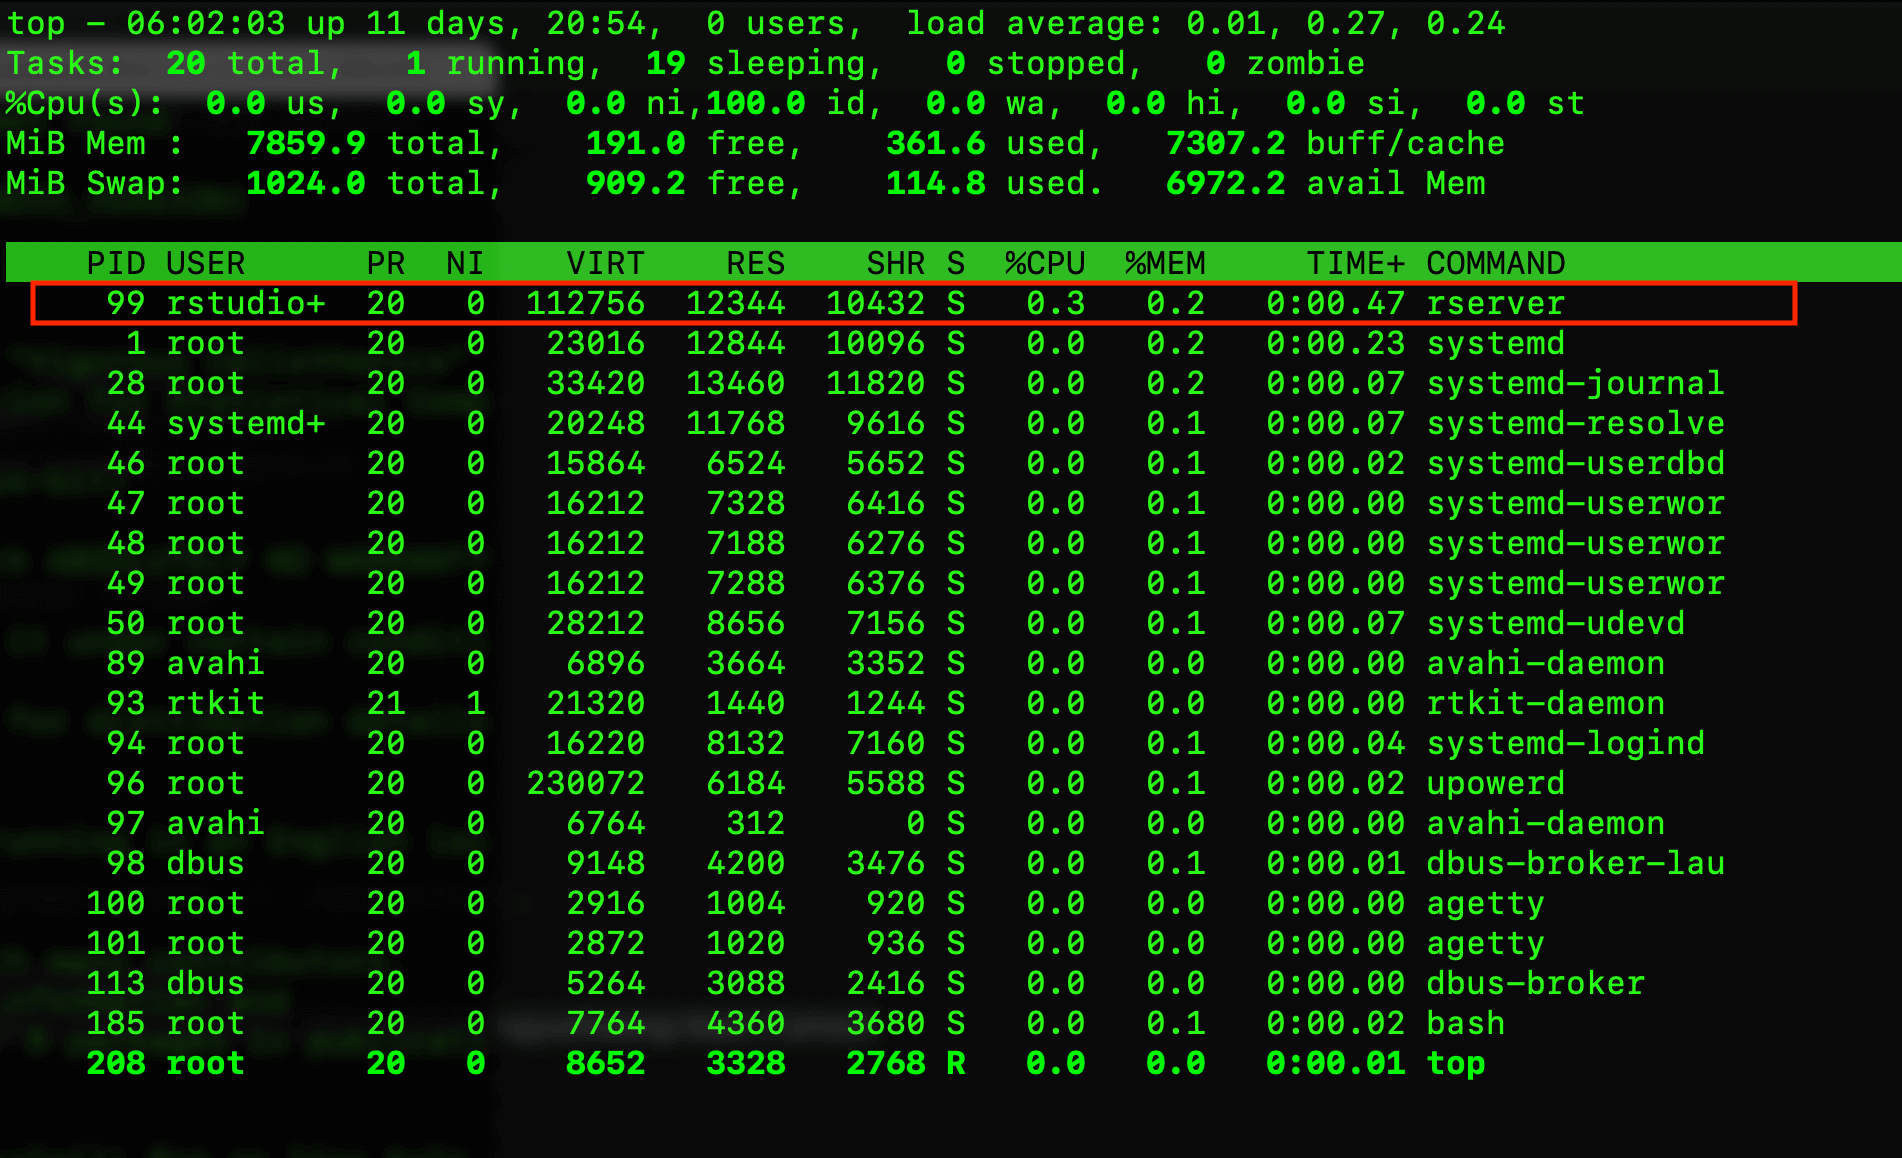 top - 06:02:03 up 11 days, 20:54,  0 users,  load average: 0.01, 0.27, 0.24
Tasks:  20 total,   1 running,  19 sleeping,   0 stopped,   0 zombie
%Cpu(s):  0.0 us,  0.0 sy,  0.0 ni,100.0 id,  0.0 wa,  0.0 hi,  0.0 si,  0.0 st
MiB Mem :   7859.9 total,    191.0 free,    361.6 used,   7307.2 buff/cache
MiB Swap:   1024.0 total,    909.2 free,    114.8 used.   6972.2 avail Mem
PID USER      PR  NI    VIRT    RES    SHR S  %CPU  %MEM     TIME+ COMMAND
99 rstudio+  20   0  112756  12344  10432 S   0.3   0.2   0:00.47 rserver
1 root      20   0   23016  12844  10096 S   0.0   0.2   0:00.23 systemd
28 root      20   0   33420  13460  11820 S   0.0   0.2   0:00.07 systemd-journal
44 systemd+  20   0   20248  11768   9616 S   0.0   0.1   0:00.07 systemd-resolve
46 root      20   0   15864   6524   5652 S   0.0   0.1   0:00.02 systemd-userdbd
47 root      20   0   16212   7328   6416 S   0.0   0.1   0:00.00 systemd-userwor
48 root      20   0   16212   7188   6276 S   0.0   0.1   0:00.00 systemd-userwor
49 root      20   0   16212   7288   6376 S   0.0   0.1   0:00.00 systemd-userwor
50 root      20   0   28212   8656   7156 S   0.0   0.1   0:00.07 systemd-udevd
89 avahi     20   0    6896   3664   3352 S   0.0   0.0   0:00.00 avahi-daemon
93 rtkit     21   1   21320   1440   1244 S   0.0   0.0   0:00.00 rtkit-daemon
94 root      20   0   16220   8132   7160 S   0.0   0.1   0:00.04 systemd-logind
96 root      20   0  230072   6184   5588 S   0.0   0.1   0:00.02 upowerd
97 avahi     20   0    6764    312      0 S   0.0   0.0   0:00.00 avahi-daemon
98 dbus      20   0    9148   4200   3476 S   0.0   0.1   0:00.01 dbus-broker-lau
100 root      20   0    2916   1004    920 S   0.0   0.0   0:00.00 agetty
101 root      20   0    2872   1020    936 S   0.0   0.0   0:00.00 agetty
113 dbus      20   0    5264   3088   2416 S   0.0   0.0   0:00.00 dbus-broker
185 root      20   0    7764   4360   3680 S   0.0   0.1   0:00.02 bash
208 root      20   0    8652   3328   2768 R   0.0   0.0   0:00.01 top